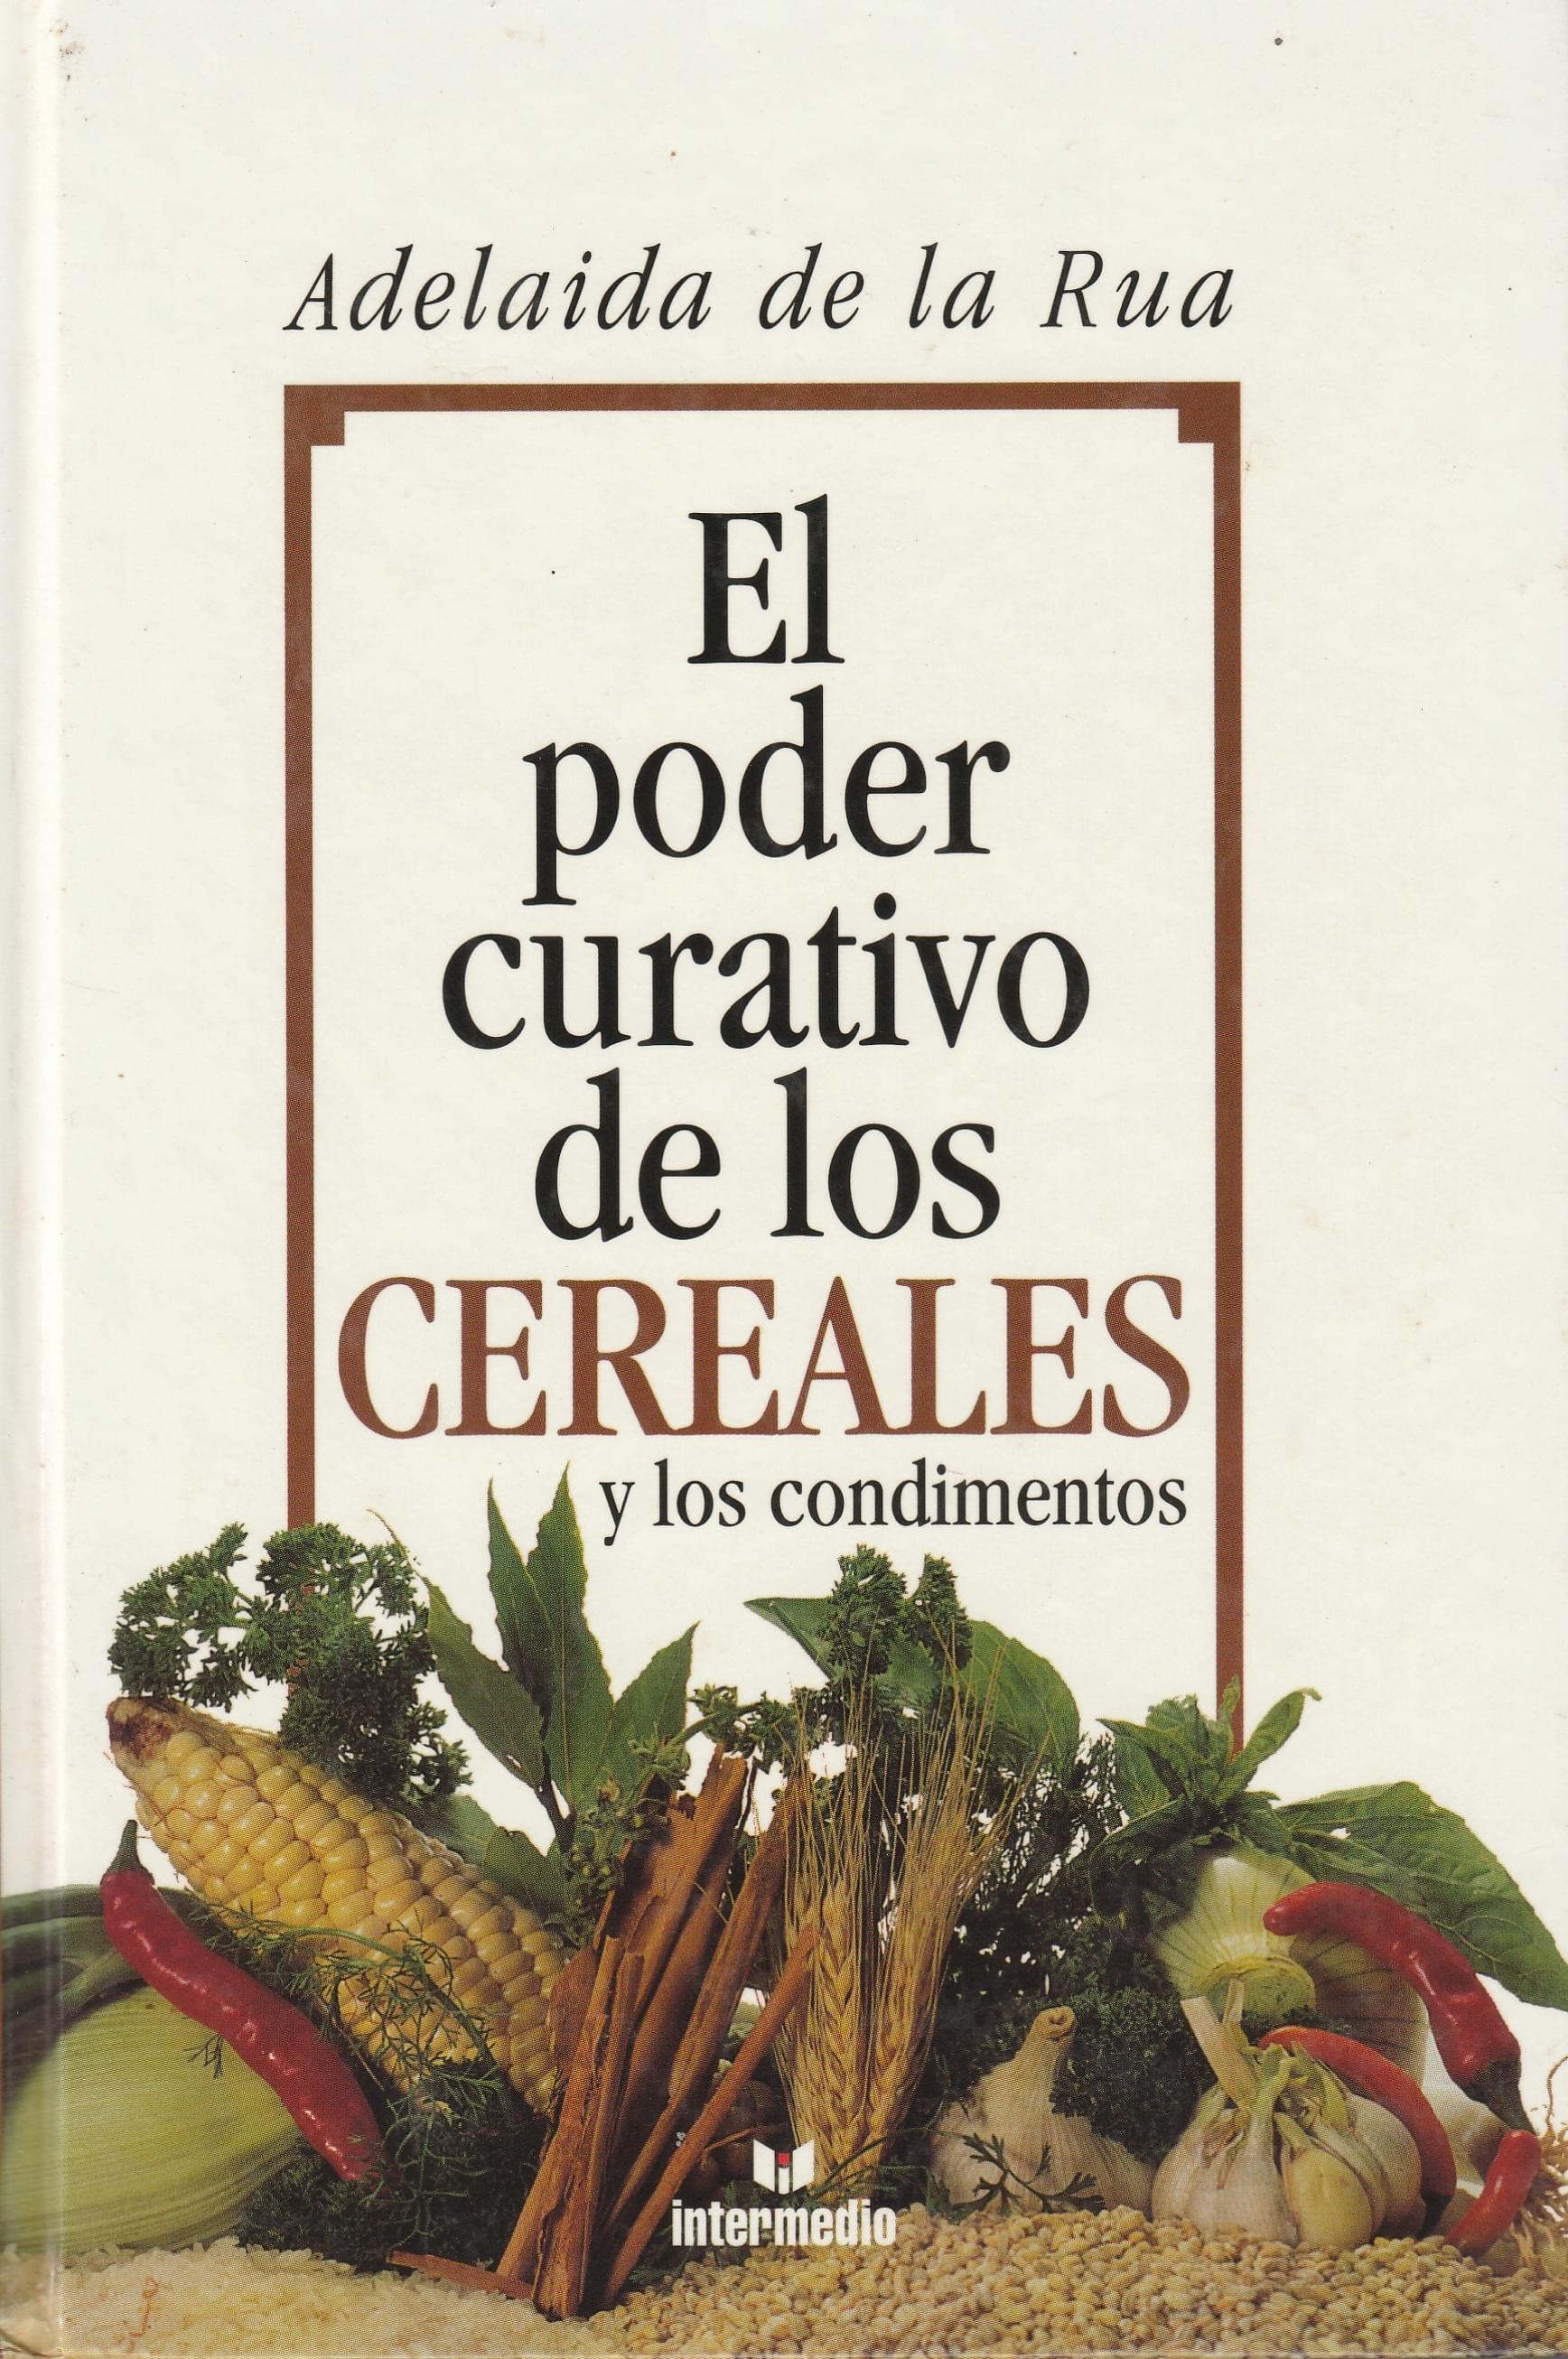 Adelaida de la Rua
El
poder
curativo
de los
CEREALES
y los condimentos
intermedio